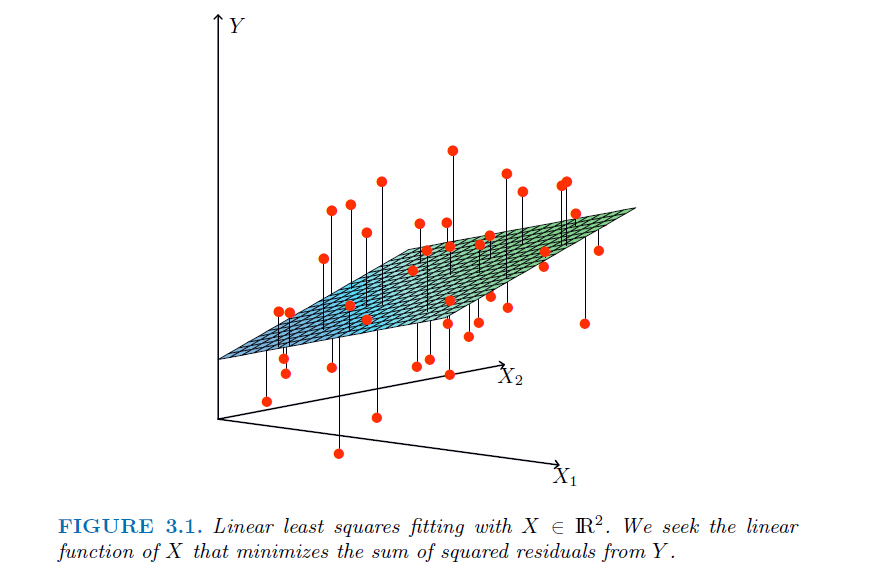 Y
X₂
X₁
FIGURE 3.1. Linear least squares fitting with X ∈ ℝ². We seek the linear
function of X that minimizes the sum of squared residuals from Y.